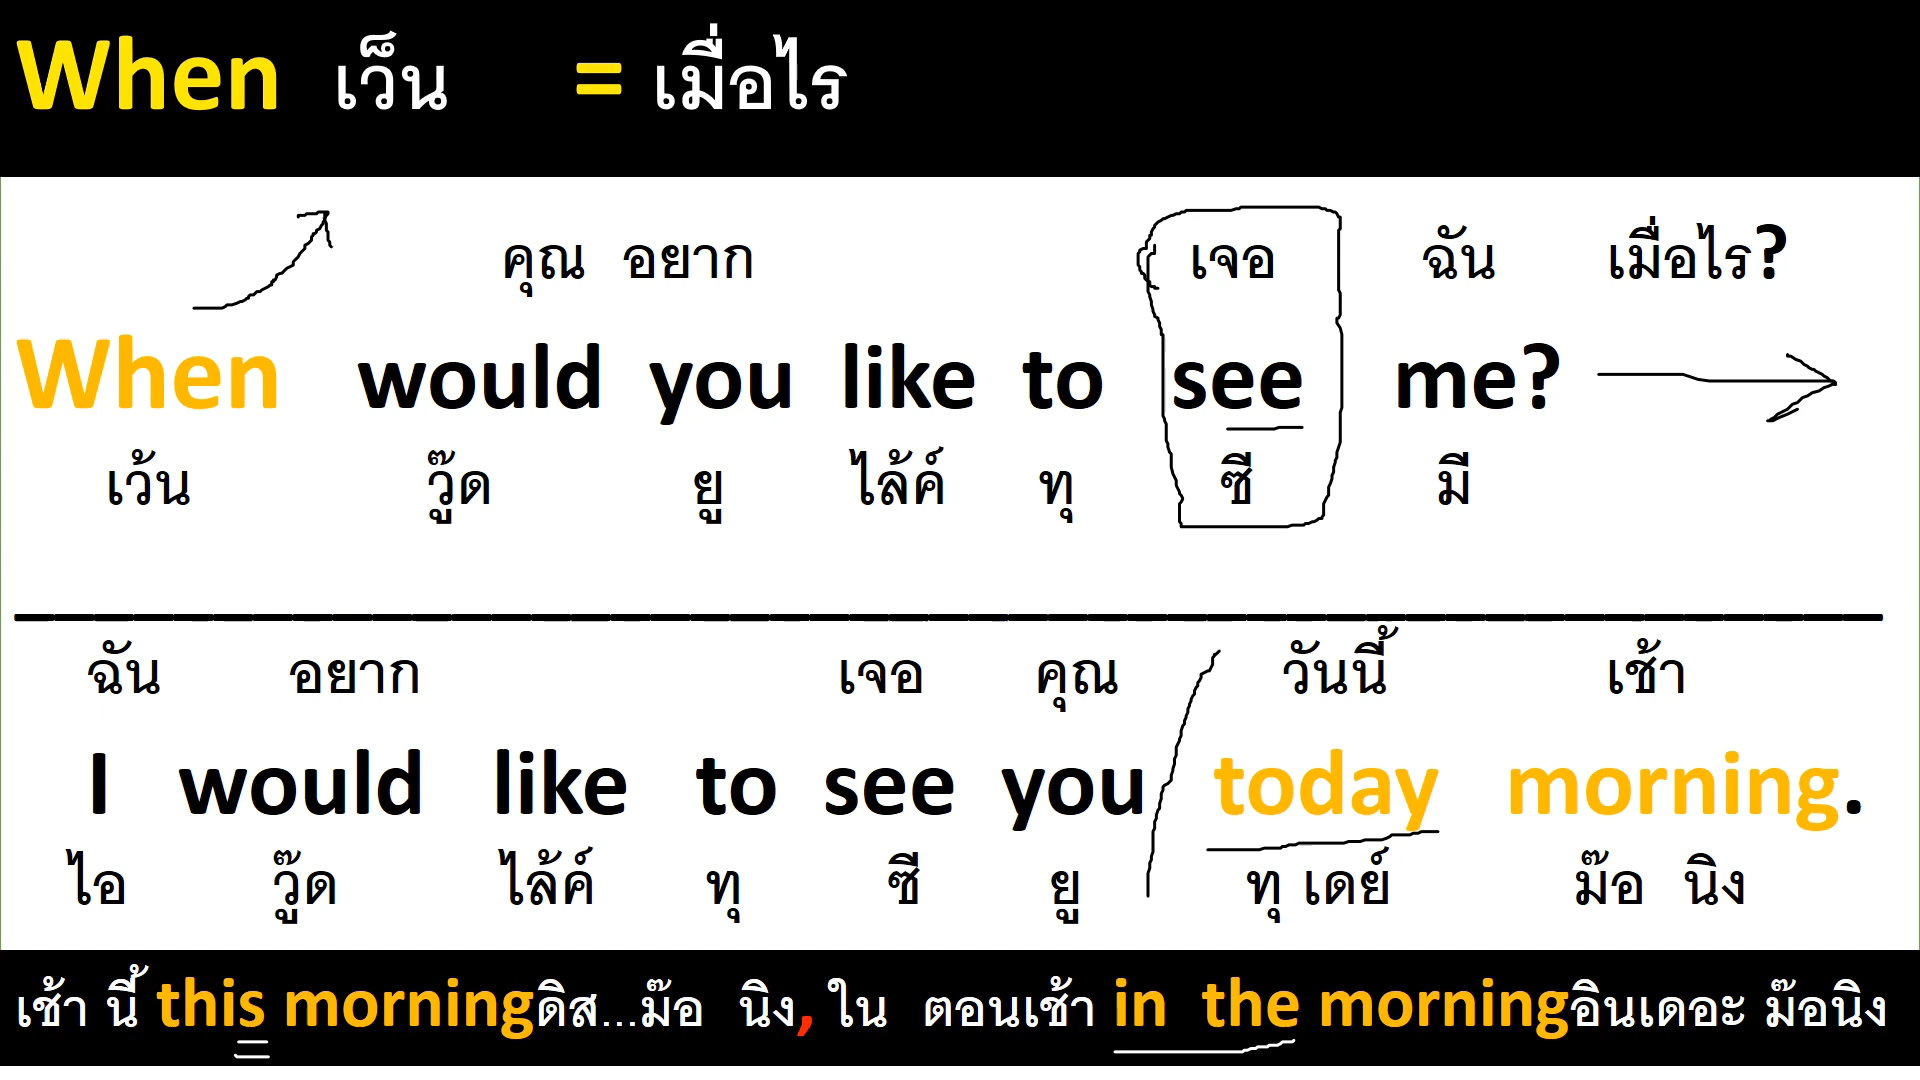 When เว็น = เมื่อไร
คุณ อยาก เจอ ฉัน เมื่อไร?
When would you like to see me?
เว้น วู๊ด ยู ไล้ค์ ทุ ซี มี
ฉัน อยาก เจอ คุณ วันนี้ เช้า
I would like to see you today morning.
ไอ วู๊ด ไล้ค์ ทุ ซี ยู ทุ เดย์ ม๊อ นิง
เช้า นี้ this morningดิส...ม๊อ นิง, ใน ตอนเช้า in the morningอินเดอะ ม๊อนิง